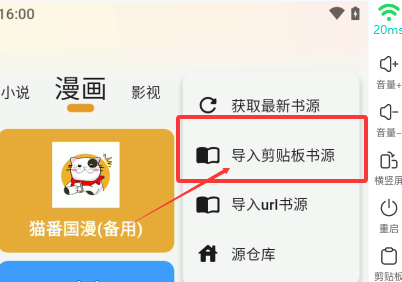 16:00
20ms
小说
漫画
影视
获取最新书源
导入剪贴板书源
导入url书源
源仓库
猫番国漫(备用)
音量+
音量-
横竖屏
重启
剪贴板